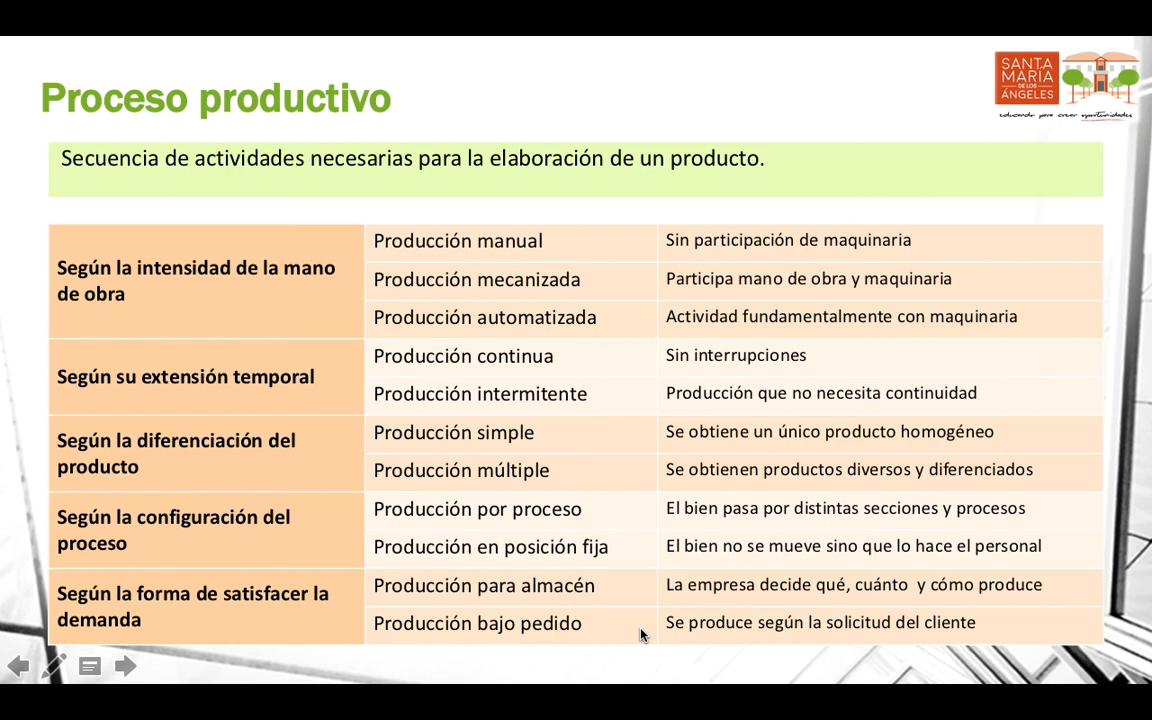 SANTA
MARIA
DE LOS
ÁNGELES
educando para crear oportunidades
Proceso productivo
Secuencia de actividades necesarias para la elaboración de un producto.
Según la intensidad de la mano
de obra
Producción manual
Sin participación de maquinaria
Producción mecanizada
Participa mano de obra y maquinaria
Producción automatizada
Actividad fundamentalmente con maquinaria
Según su extensión temporal
Producción continua
Sin interrupciones
Producción intermitente
Producción que no necesita continuidad
Según la diferenciación del
producto
Producción simple
Se obtiene un único producto homogéneo
Producción múltiple
Se obtienen productos diversos y diferenciados
Según la configuración del
proceso
Producción por proceso
El bien pasa por distintas secciones y procesos
Producción en posición fija
El bien no se mueve sino que lo hace el personal
Según la forma de satisfacer la
demanda
Producción para almacén
La empresa decide qué, cuánto y cómo produce
Producción bajo pedido
Se produce según la solicitud del cliente